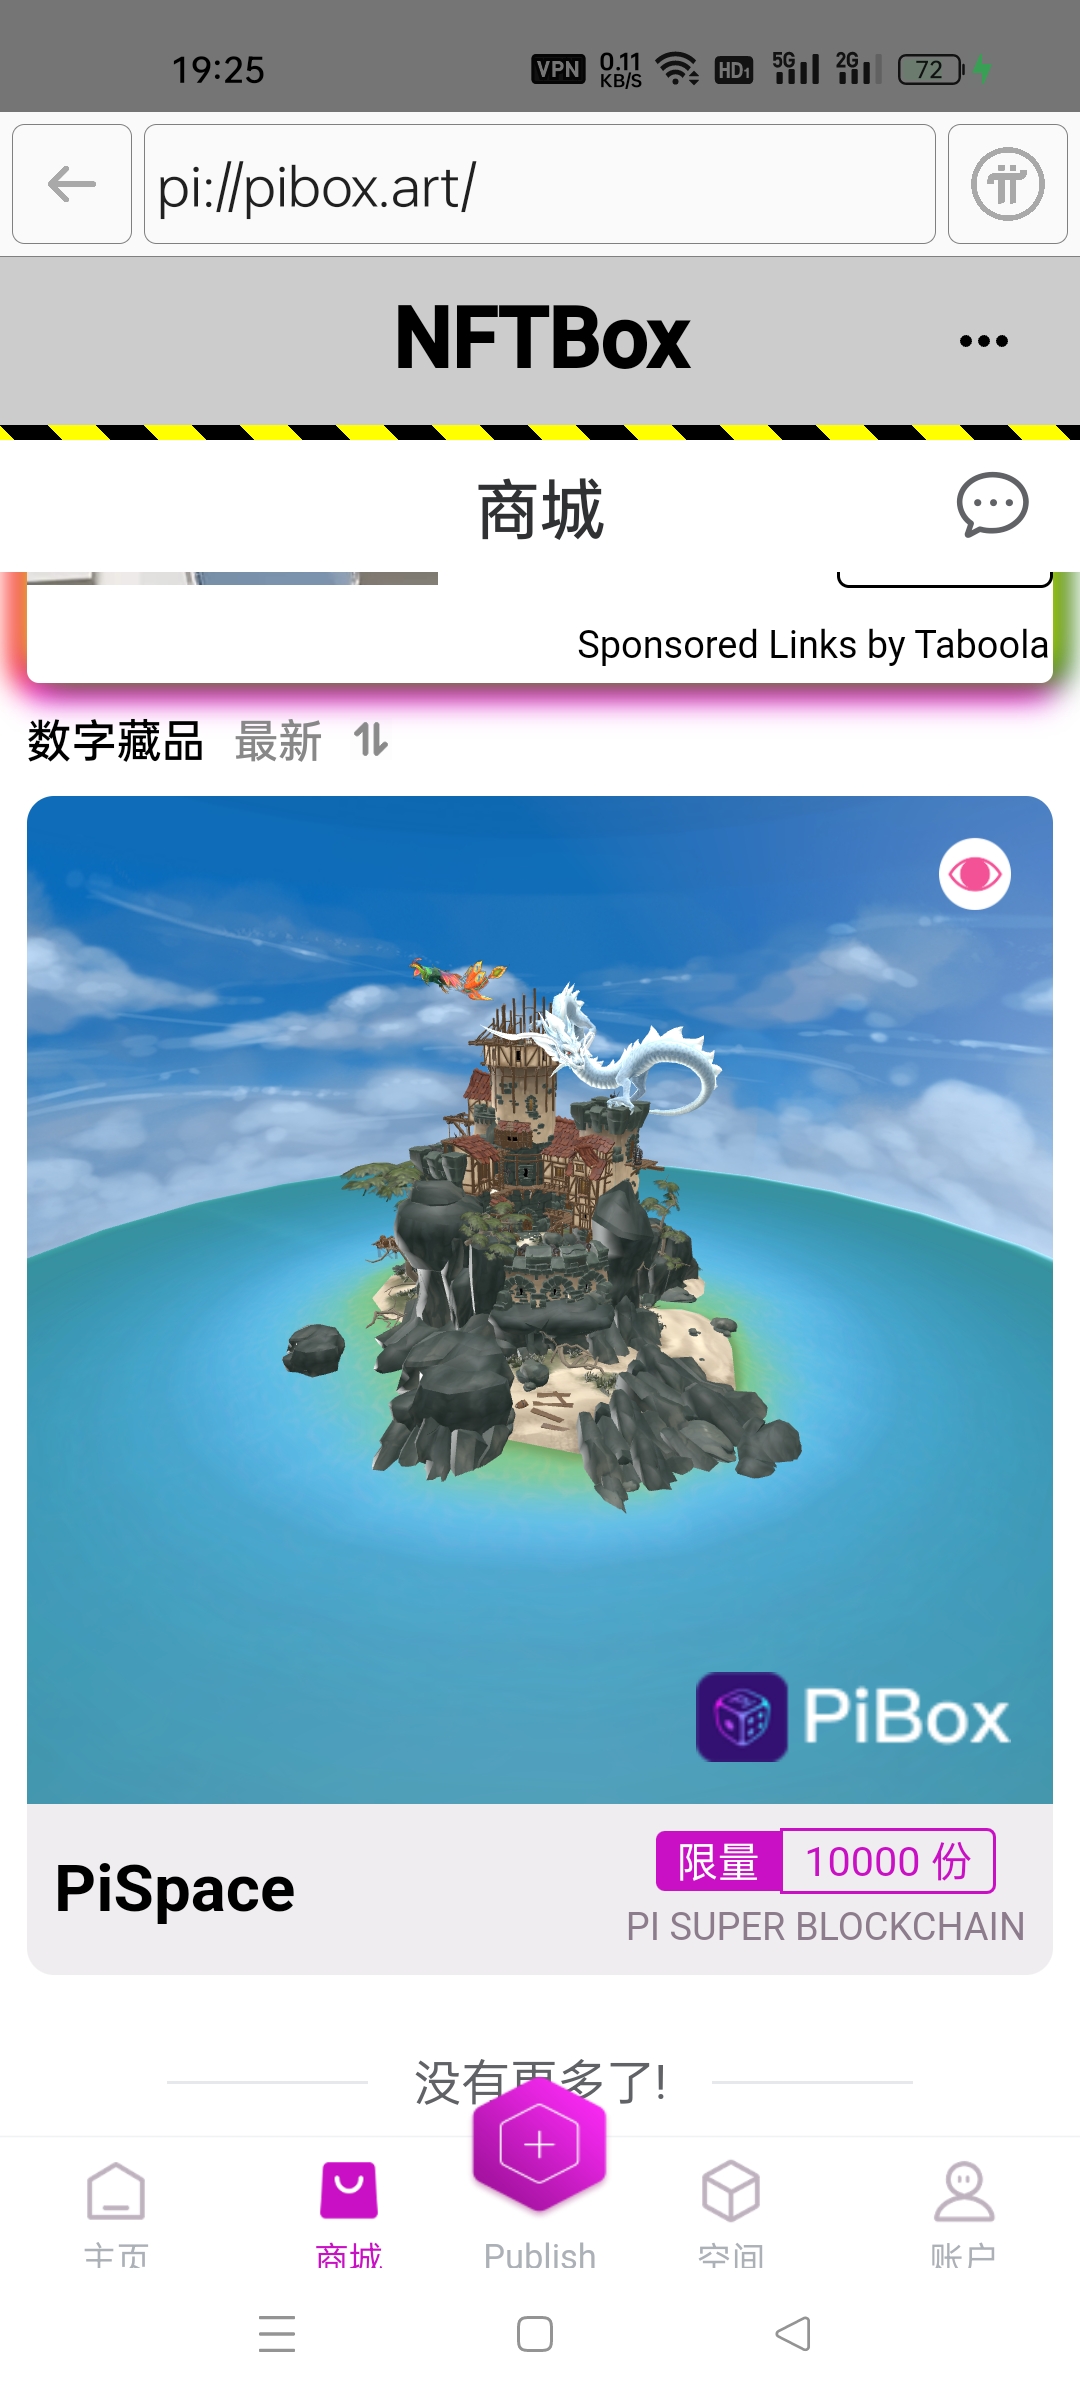 19:25
VPN 0.11 KB/S HD1 5G 2G 72
pi://pibox.art/
NFTBox
商城
Sponsored Links by Taboola
数字藏品 最新
PiBox
PiSpace
限量 10000 份
PI SUPER BLOCKCHAIN
没有更多了!
主页 商城 Publish 空间 账户